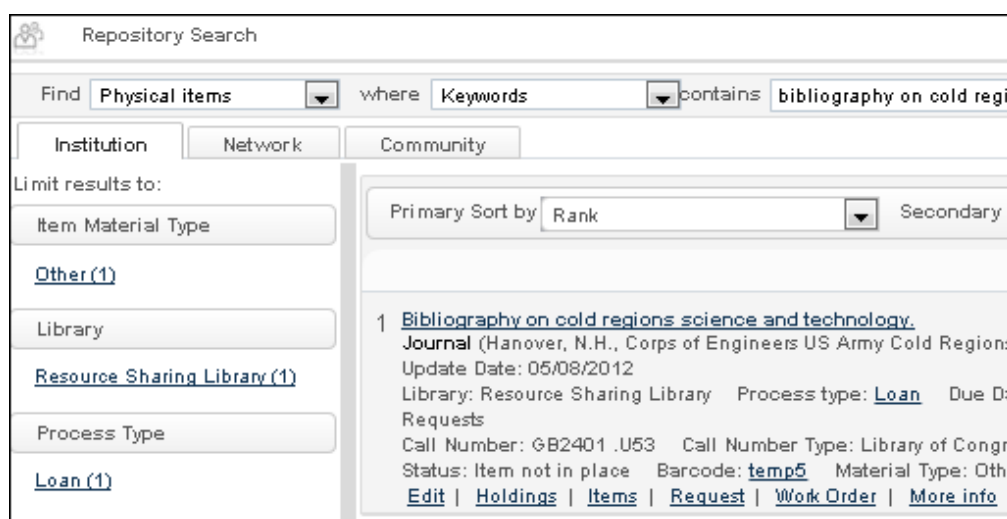 Repository Search
Find Physical items where Keywords contains bibliography on cold regi
Institution Network Community
Limit results to:
Item Material Type
Other (1)
Library
Resource Sharing Library (1)
Process Type
Loan (1)
Primary Sort by Rank Secondary
1 Bibliography on cold regions science and technology.
Journal (Hanover, N.H., Corps of Engineers US Army Cold Regions
Update Date: 05/08/2012
Library: Resource Sharing Library Process type: Loan Due D
Requests
Call Number: GB2401 .U53 Call Number Type: Library of Congr
Status: Item not in place Barcode: temp5 Material Type: Oth
Edit | Holdings | Items | Request | Work Order | More info